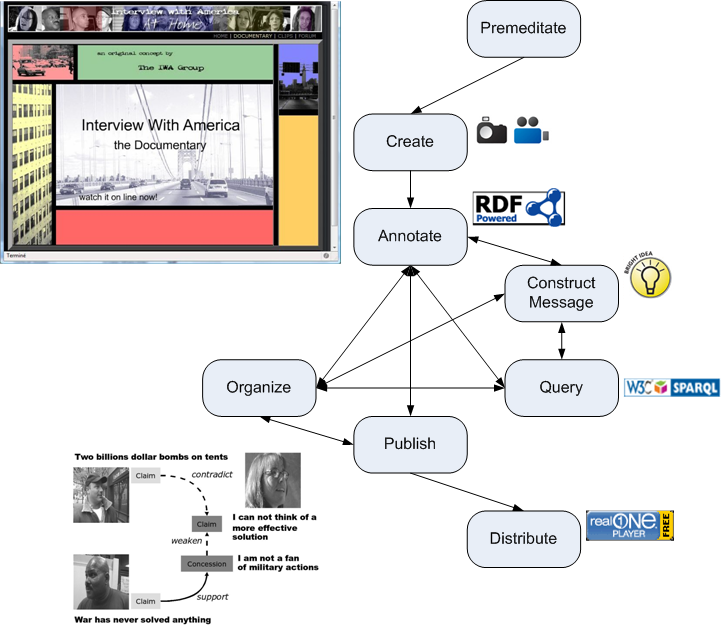 Interview with America
At Home
HOME | DOCUMENTARY | CLIPS | FORUM
an original concept by
The IWA Group
Interview With America
the Documentary
watch it on line now!
Terminé
Premeditate
Create
RDF
Powered
Annotate
BRIGHT IDEA
Construct
Message
Organize
Query
W3C SPARQL
Publish
Distribute
real ONE
PLAYER
FREE
Two billions dollar bombs on tents
Claim
contradict
Claim
I can not think of a
more effective
solution
weaken
Concession
I am not a fan
of military actions
Claim
support
War has never solved anything